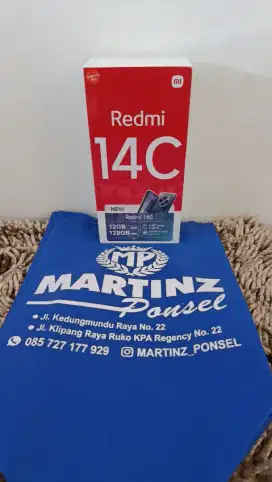 Redmi
14C
NEW
Redmi 14C
12GB
128GB
MP
MARTINZ
Ponsel
Jl. Kedungmundu Raya No. 22
Jl. Klipang Raya Ruko KPA Regency No. 22
085 727 177 929 MARTINZ_PONSEL